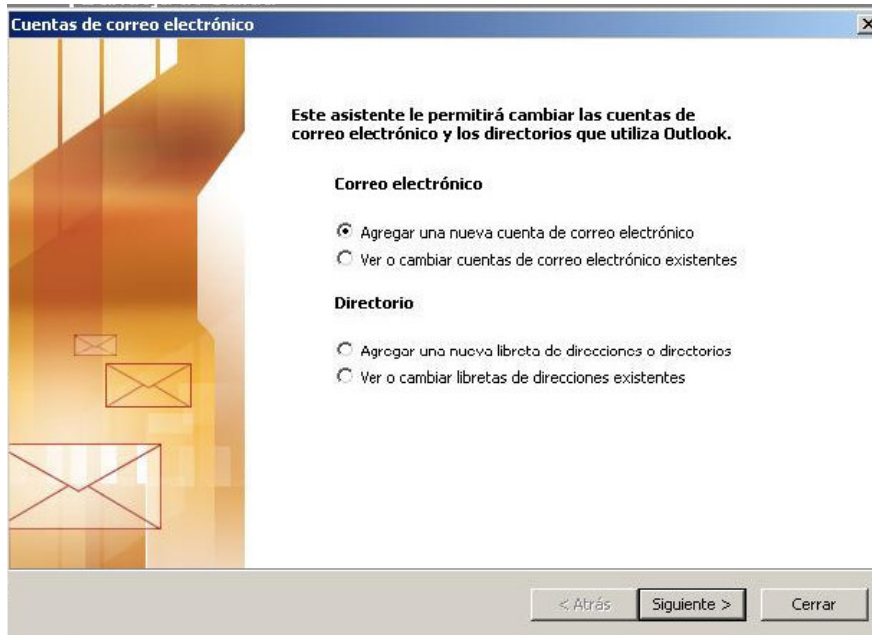 Cuentas de correo electrónico
Este asistente le permitirá cambiar las cuentas de
correo electrónico y los directorios que utiliza Outlook.
Correo electrónico
Agregar una nueva cuenta de correo electrónico
Ver o cambiar cuentas de correo electrónico existentes
Directorio
Agregar una nueva libreta de direcciones o directorios
Ver o cambiar libretas de direcciones existentes
< Atrás
Siguiente >
Cerrar